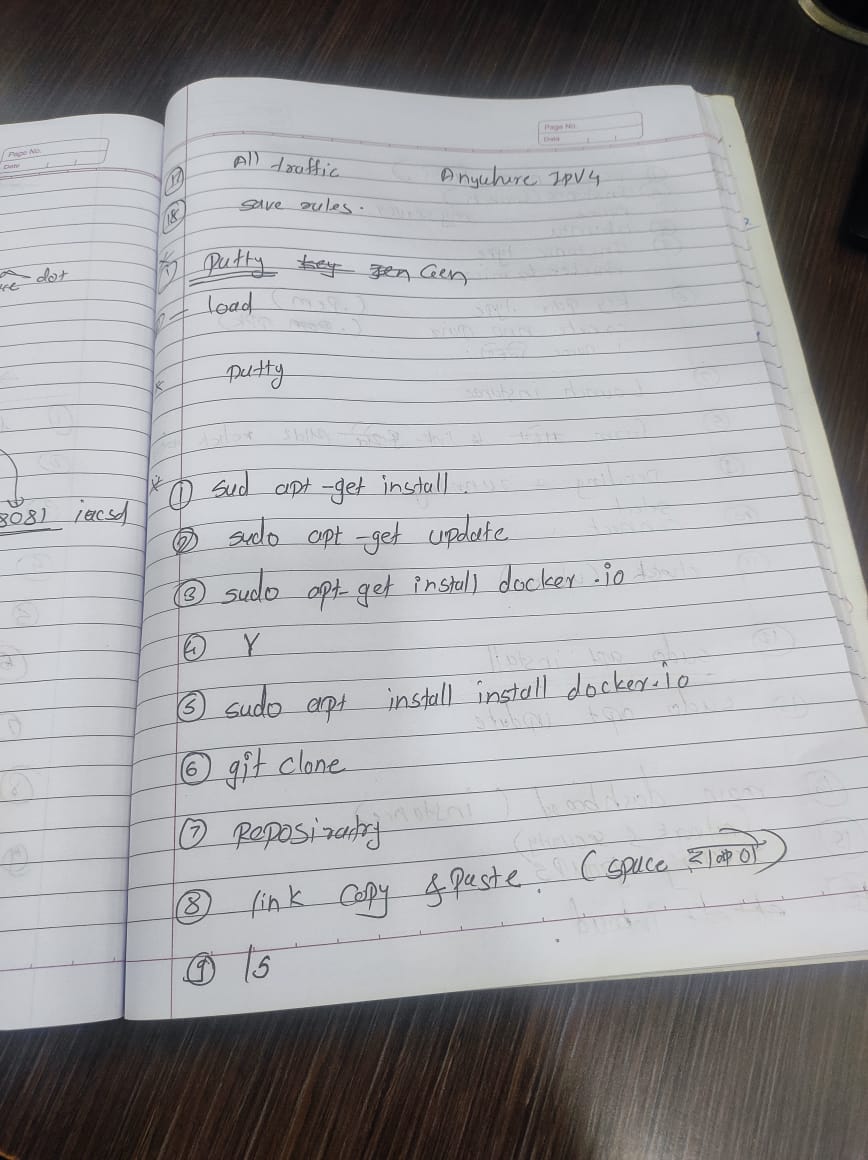 Page No.
Date
dot
8081 iacsd
Page No.
Date
17 All traffic Anywhere IPV4
18 save rules.
Putty key gen Gen
load
putty
1 sud apt -get install.
2 sudo apt -get update
3 sudo apt-get install docker .io
4 Y
5 sudo apt install install docker.io
6 git clone
7 Reposiratry
8 link copy & paste. (space टाकणे)
9 ls